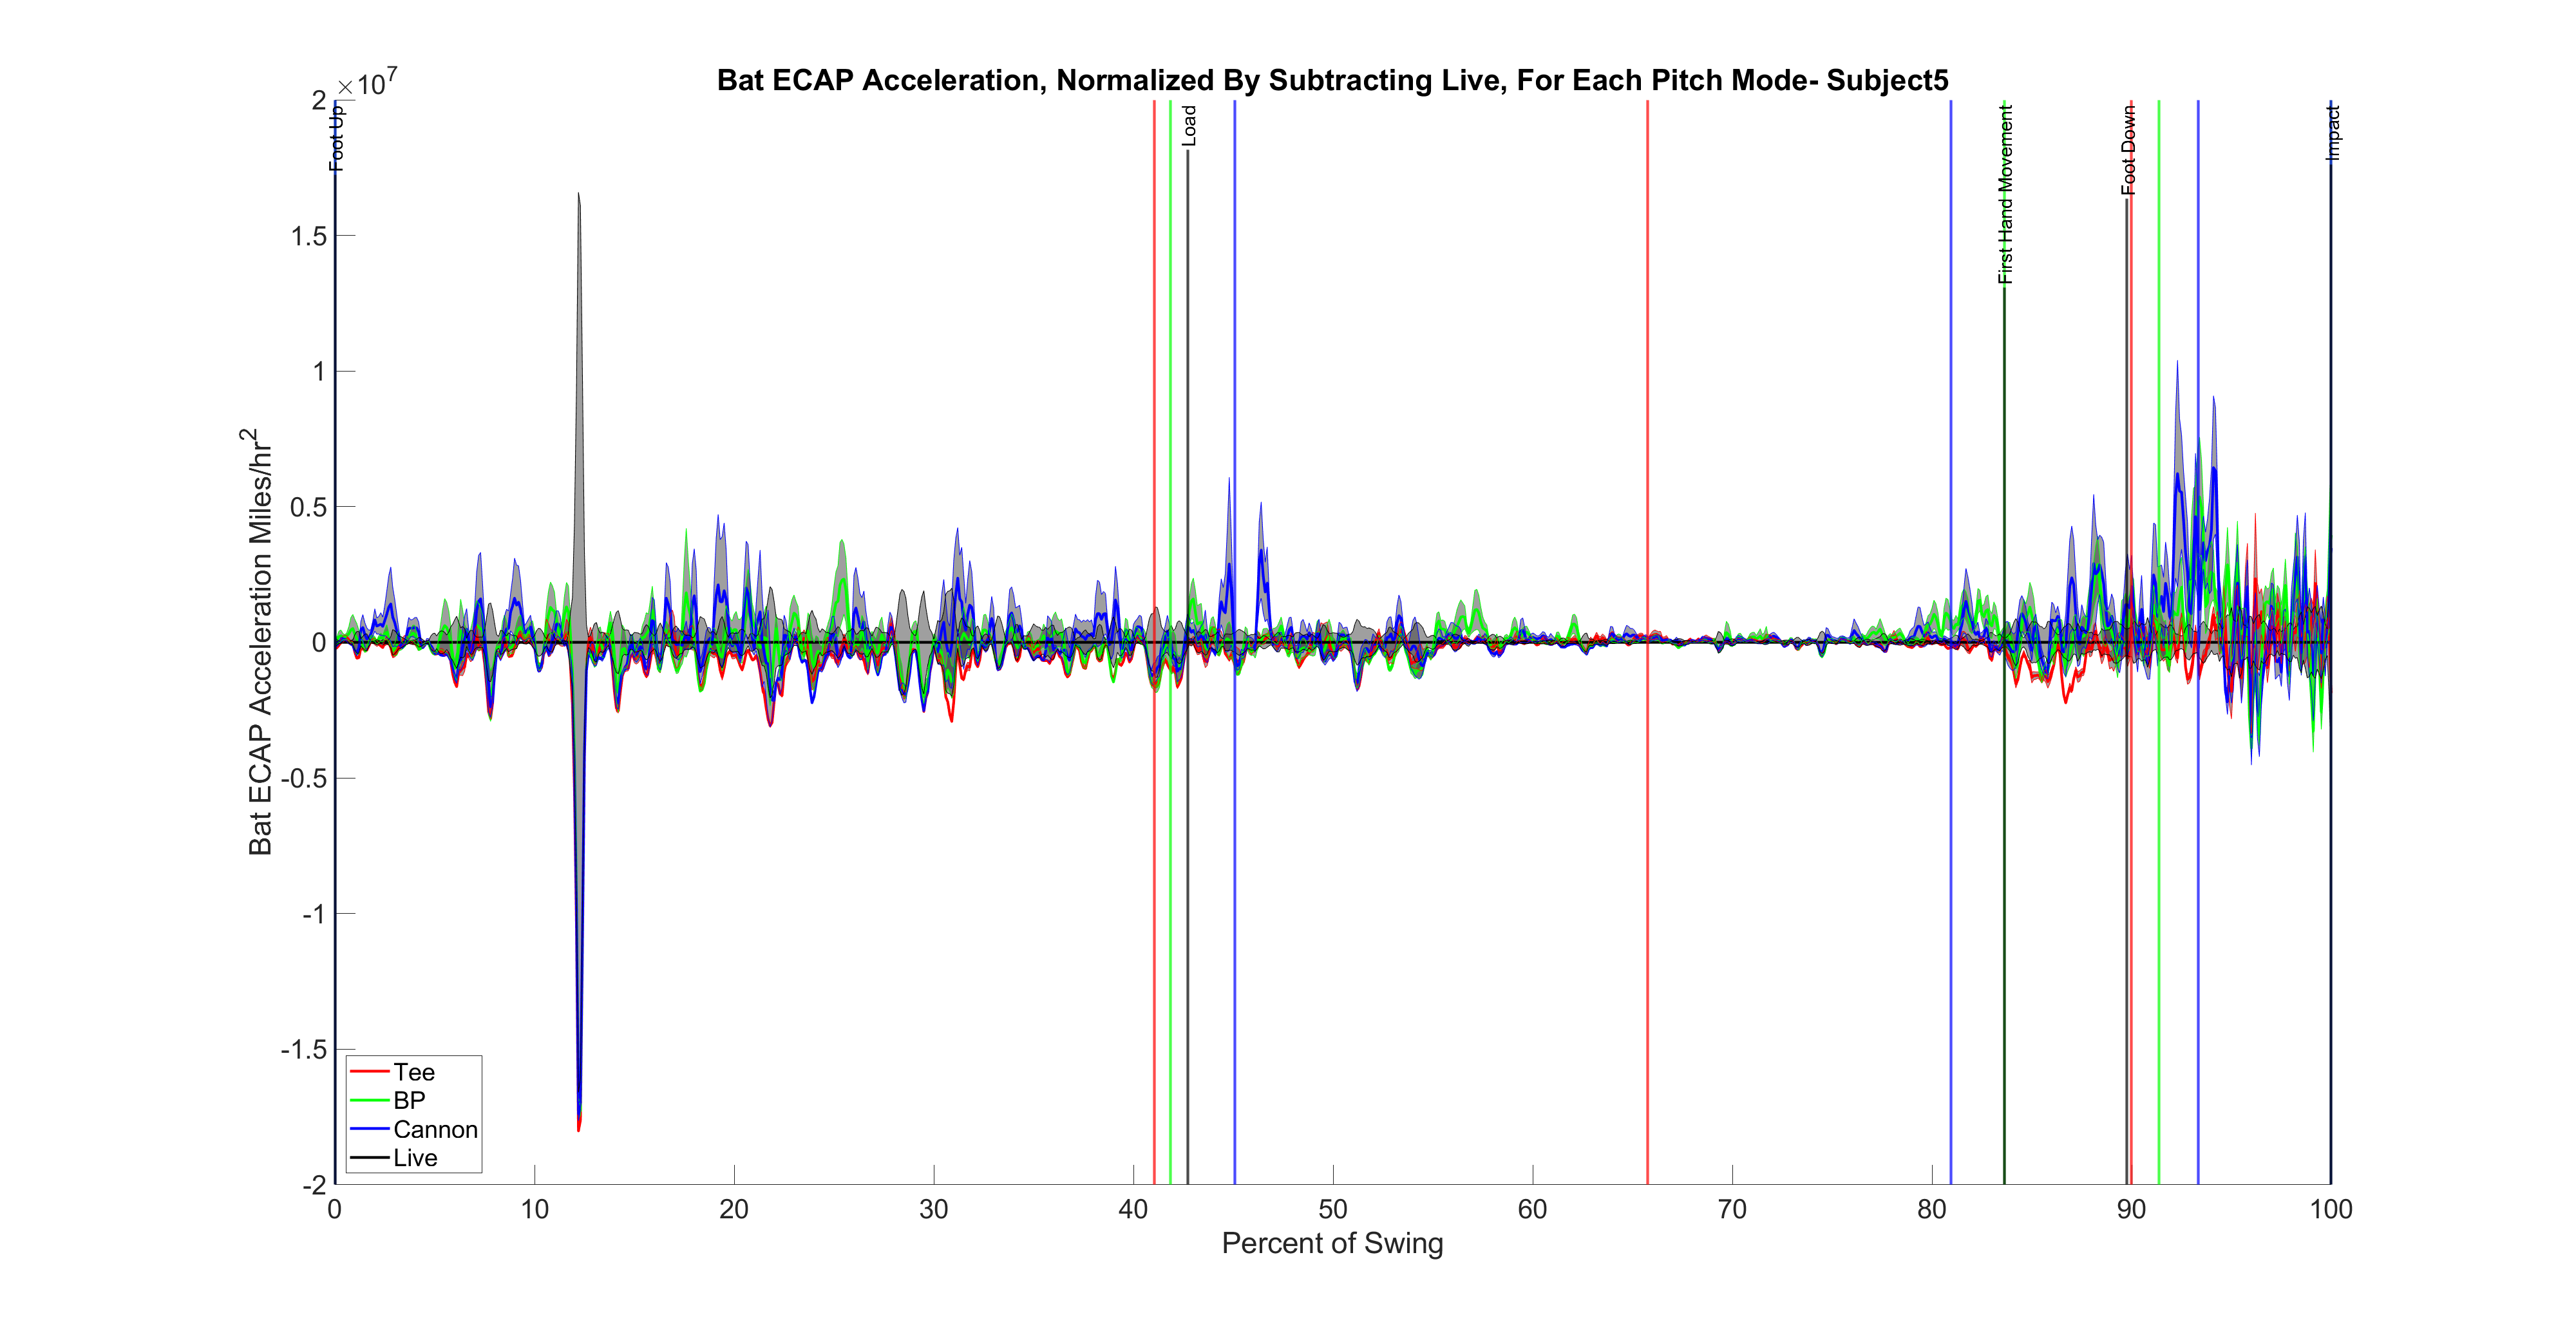 Bat ECAP Acceleration, Normalized By Subtracting Live, For Each Pitch Mode- Subject5
×10^7
2
1.5
1
0.5
0
-0.5
-1
-1.5
-2
Bat ECAP Acceleration Miles/hr^2
Foot Up
Load
First Hand Movement
Foot Down
Impact
Tee
BP
Cannon
Live
0 10 20 30 40 50 60 70 80 90 100
Percent of Swing